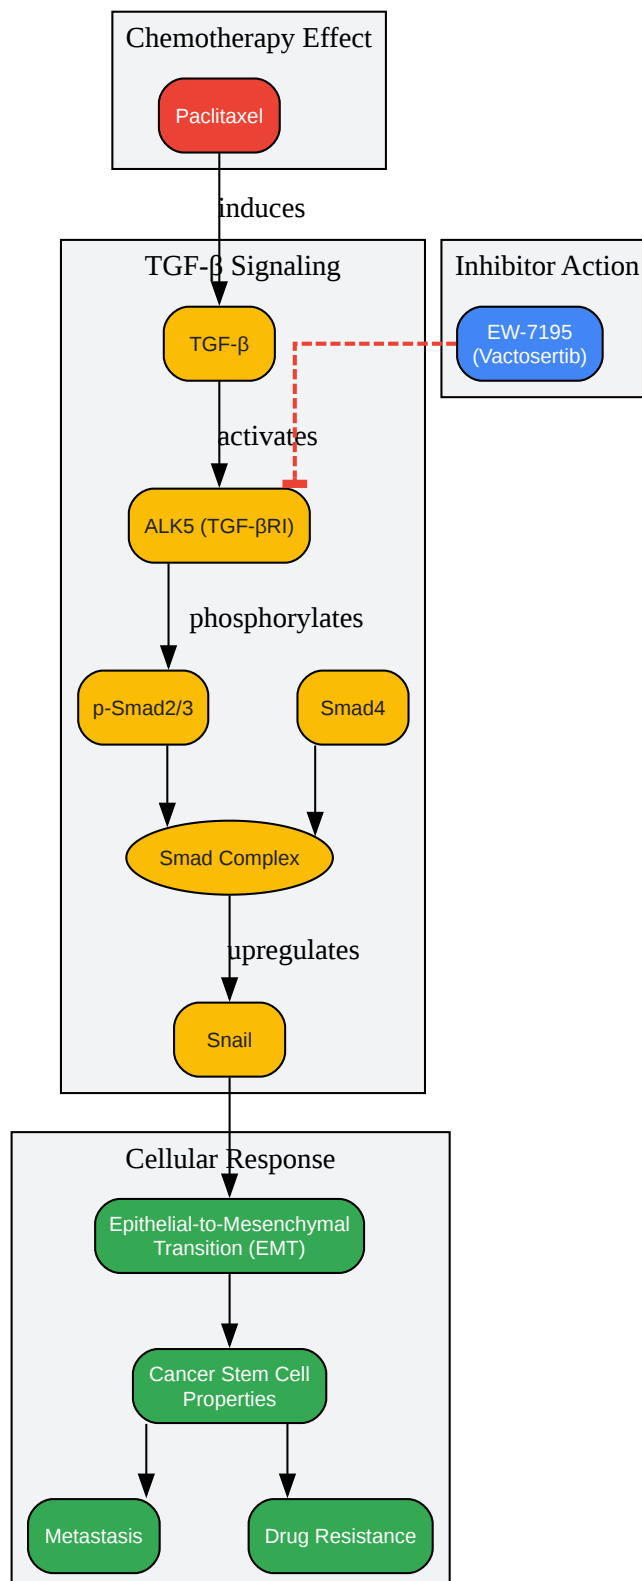 Chemotherapy Effect
Paclitaxel
induces
TGF-β Signaling
Inhibitor Action
TGF-β
EW-7195
(Vactosertib)
activates
ALK5 (TGF-βRI)
phosphorylates
p-Smad2/3
Smad4
Smad Complex
upregulates
Snail
Cellular Response
Epithelial-to-Mesenchymal
Transition (EMT)
Cancer Stem Cell
Properties
Metastasis
Drug Resistance